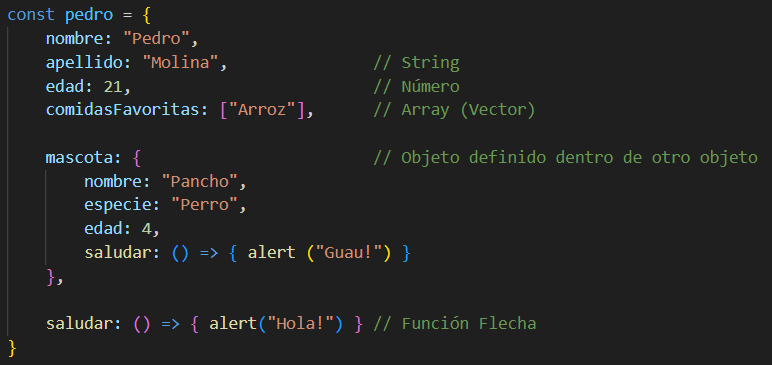 const pedro = {
nombre: "Pedro",
apellido: "Molina", // String
edad: 21, // Número
comidasFavoritas: ["Arroz"], // Array (Vector)
mascota: { // Objeto definido dentro de otro objeto
nombre: "Pancho",
especie: "Perro",
edad: 4,
saludar: () => { alert ("Guau!") }
},
saludar: () => { alert("Hola!") } // Función Flecha
}